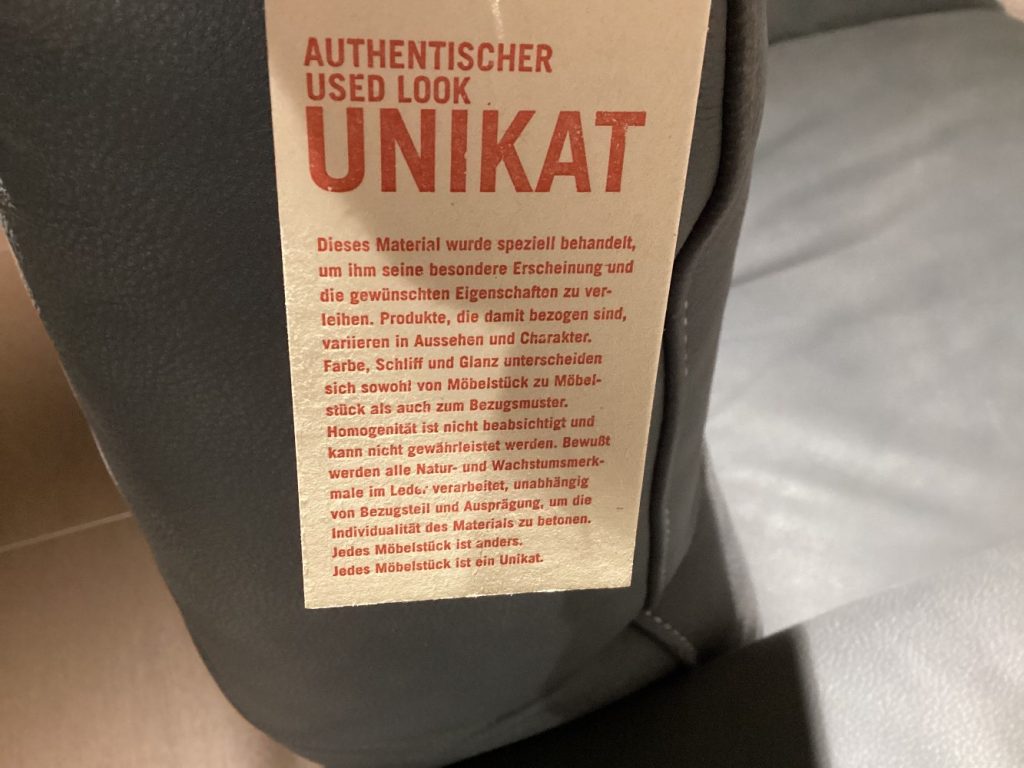 AUTHENTISCHER
USED LOOK
UNIKAT
Dieses Material wurde speziell behandelt,
um ihm seine besondere Erscheinung und
die gewünschten Eigenschaften zu ver-
leihen. Produkte, die damit bezogen sind,
variieren in Aussehen und Charakter.
Farbe, Schliff und Glanz unterscheiden
sich sowohl von Möbelstück zu Möbel-
stück als auch zum Bezugsmuster.
Homogenität ist nicht beabsichtigt und
kann nicht gewährleistet werden. Bewußt
werden alle Natur- und Wachstumsmerk-
male im Leder verarbeitet, unabhängig
von Bezugsteil und Ausprägung, um die
Individualität des Materials zu betonen.
Jedes Möbelstück ist anders.
Jedes Möbelstück ist ein Unikat.